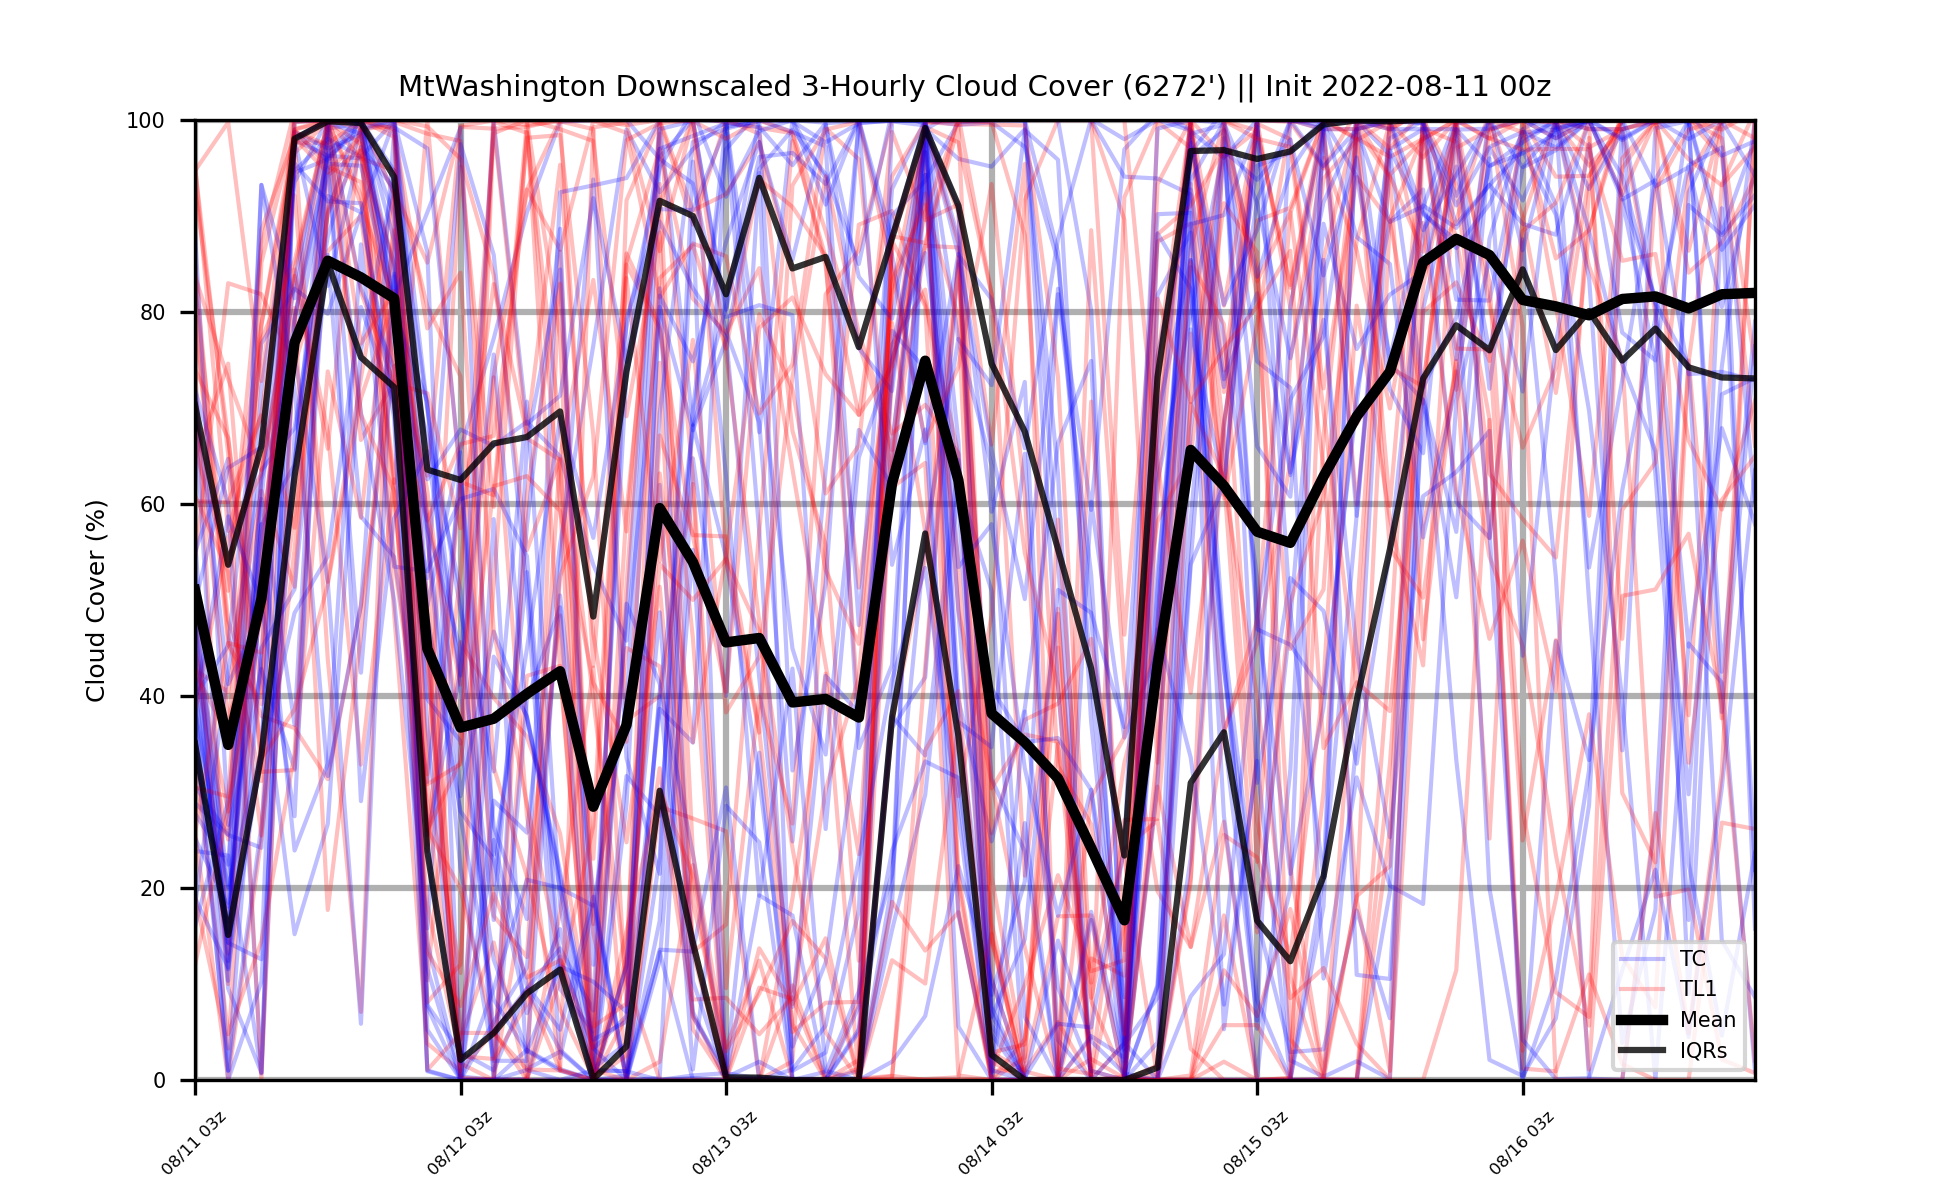 MtWashington Downscaled 3-Hourly Cloud Cover (6272') || Init 2022-08-11 00z
Cloud Cover (%)
100
80
60
40
20
0
08/11 03z
08/12 03z
08/13 03z
08/14 03z
08/15 03z
08/16 03z
TC
TL1
Mean
IQRs